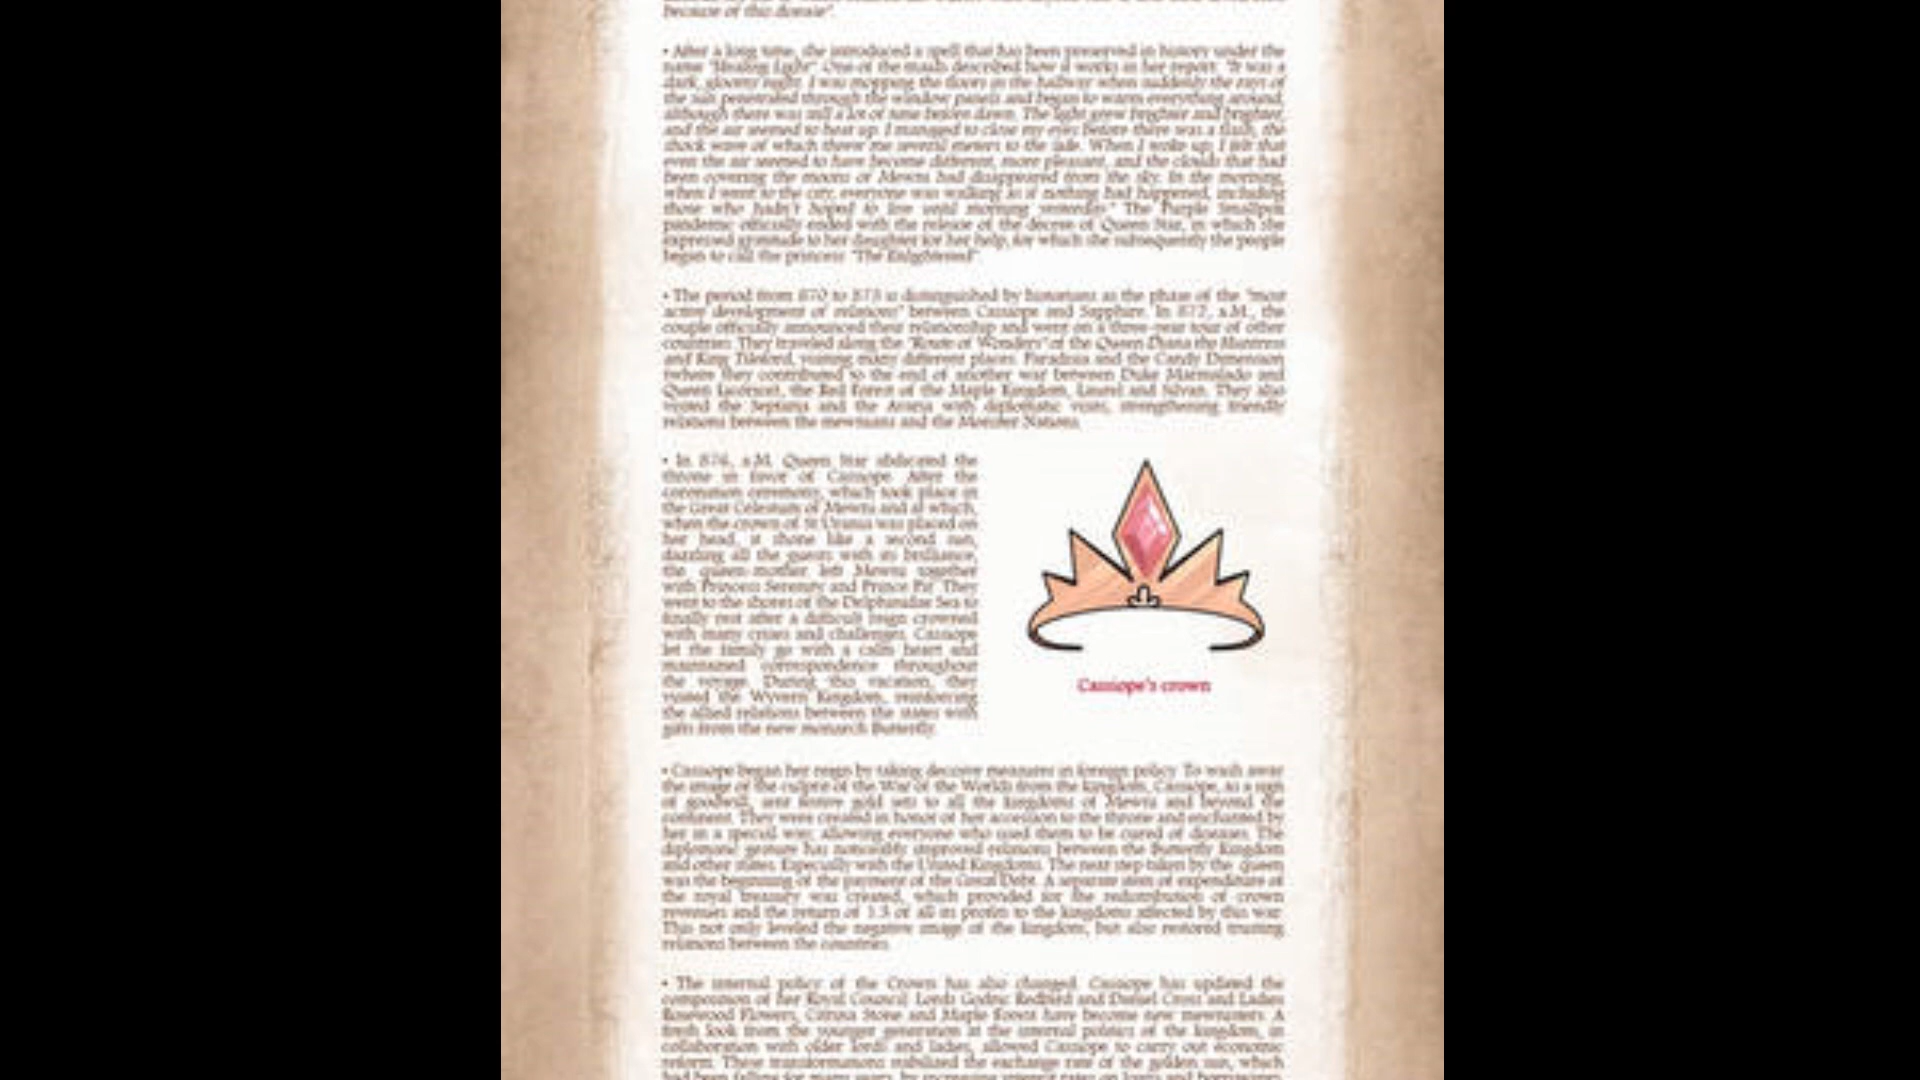 because of this disease".
• After a long time, she introduced a spell that has been preserved in history under the
name "Healing Light". One of the maids described how it works in her report: "It was a
dark, gloomy night. I was mopping the floors in the hallway when suddenly the rays of
the sun penetrated through the window panels and began to warm everything around,
although there was still a lot of time before dawn. The light grew brighter and brighter,
and the air seemed to heat up. I managed to close my eyes before there was a flash, the
shock wave of which threw me several meters to the side. When I woke up, I felt that
even the air seemed to have become different, more pleasant, and the clouds that had
been covering the moons of Mewni had disappeared from the sky. In the morning,
when I went to the city, everyone was walking as if nothing had happened, including
those who hadn't hoped to live until morning yesterday." The Purple Smallpox
pandemic officially ended with the release of the decree of Queen Star, in which she
expressed gratitude to her daughter for her help, for which she subsequently the people
began to call the princess "The Enlightened".
• The period from 870 to 875 is distinguished by historians as the phase of the "most
active development of relations" between Cassiope and Sapphire. In 872, a.M., the
couple officially announced their relationship and went on a three-year tour of other
countries. They traveled along the "Route of Wonders" of the Queen Diana the Huntress
and King visiting many different places: and the Candy Dimension
(where they contributed to the end of another war between Duke Marmalado and
Queen the Red Forest of the Maple Kingdom, Laurel and Silvan. They also
visited the Septaria and the Avaria with diplomatic visits, strengthening friendly
relations between the mewmans and the Monster Nations.
• In 876, a.M. Queen Star abdicated the
throne in favor of Cassiope. After the
coronation ceremony, which took place in
the Great Celestium of Mewni and at which,
when the crown of St Urania was placed on
her head, it shone like a second sun,
dazzling all the guests with its brilliance,
the queen-mother left Mewni together
with Princess Serenity and Prince They
went to the shores of the Sea to
finally rest after a difficult reign crowned
with many crises and challenges. Cassiope
let the family go with a calm heart and
maintained correspondence throughout
the voyage. During this vacation, they
visited the Wyvern Kingdom, reinforcing
the allied relations between the states with
gifts from the new monarch Butterfly.
Cassiope's crown
• Cassiope began her reign by taking decisive measures in foreign policy. To wash away
the image of the culprit of the War of the Worlds from the kingdom, Cassiope, as a sign
of goodwill, sent festive gold sets to all the kingdoms of Mewni and beyond the
continent. They were created in honor of her accession to the throne and enchanted by
her in a special way, allowing everyone who used them to be cured of diseases. The
diplomatic gesture has noticeably improved relations between the Butterfly Kingdom
and other states. Especially with the United Kingdoms. The next step taken by the queen
was the beginning of the payment of the Great Debt. A separate item of expenditure of
the royal treasury was created, which provided for the redistribution of crown
revenues and the return of 1.3 of all its profits to the kingdoms affected by this war.
This not only leveled the negative image of the kingdom, but also restored trusting
relations between the countries.
• The internal policy of the Crown has also changed. Cassiope has updated the
composition of her Royal Council. Lords Godric Redbird and Daniel Cross and Ladies
Rosewood Flowers, Citrina Stone and Maple Forest have become new mewnisters. A
fresh look from the younger generation at the internal politics of the kingdom, in
collaboration with older lords and ladies, allowed Cassiope to carry out economic
reform. These transformations stabilized the exchange rate of the golden sun, which
had been falling for many years, by increasing interest rates on loans and borrowings,